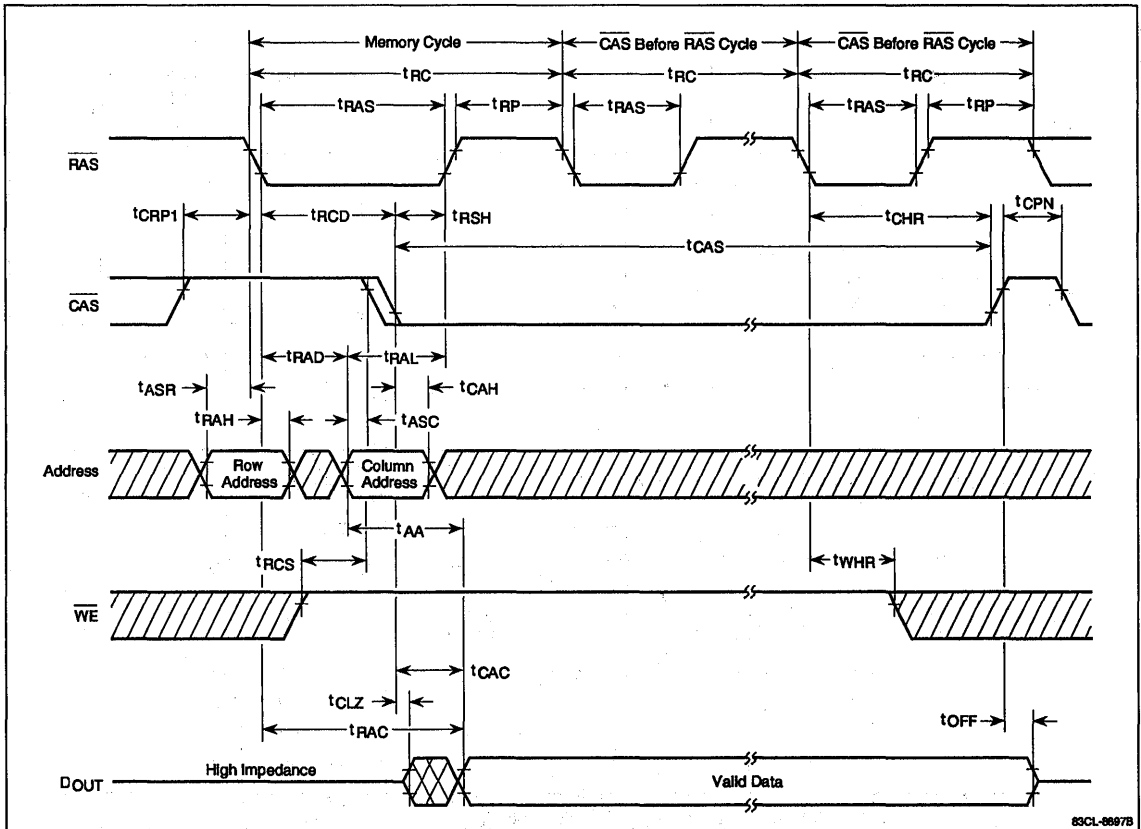 Memory Cycle CAS Before RAS Cycle CAS Before RAS Cycle
tRC tRC tRC
tRAS tRP tRAS tRAS tRP
RAS
tCRP1 tRCD tRSH tCHR tCPN
tCAS
CAS
tRAD tRAL
tASR tCAH
tRAH tASC
Address Row Address Column Address
tAA
tRCS tWHR
WE
tCAC
tCLZ tOFF
tRAC
High Impedance
DOUT Valid Data
83CL-8697B